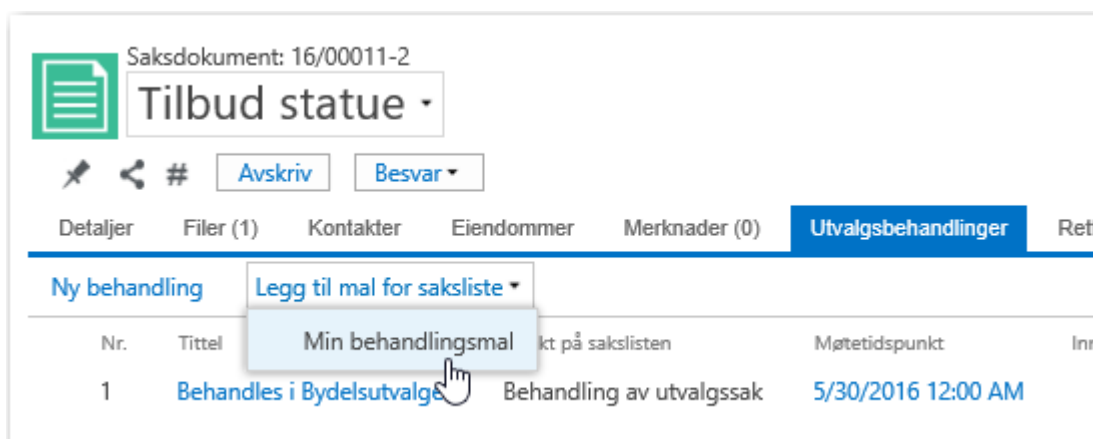 Saksdokument: 16/00011-2
Tilbud statue
# Avskriv Besvar
Detaljer Filer (1) Kontakter Eiendommer Merknader (0) Utvalgsbehandlinger
Ny behandling Legg til mal for saksliste
Min behandlingsmal
Nr. Tittel på sakslisten Møtetidspunkt
1 Behandles i Behandling av utvalgssak 5/30/2016 12:00 AM